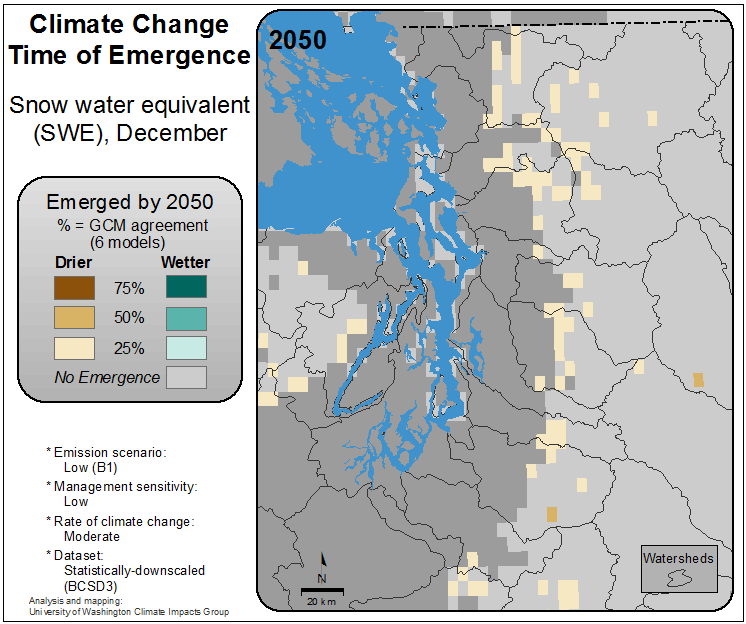 Climate Change
Time of Emergence
Snow water equivalent
(SWE), December
Emerged by 2050
% = GCM agreement
(6 models)
Drier Wetter
75%
50%
25%
No Emergence
* Emission scenario:
Low (B1)
* Management sensitivity:
Low
* Rate of climate change:
Moderate
* Dataset:
Statistically-downscaled
(BCSD3)
Analysis and mapping:
University of Washington Climate Impacts Group
2050
N
20 km
Watersheds